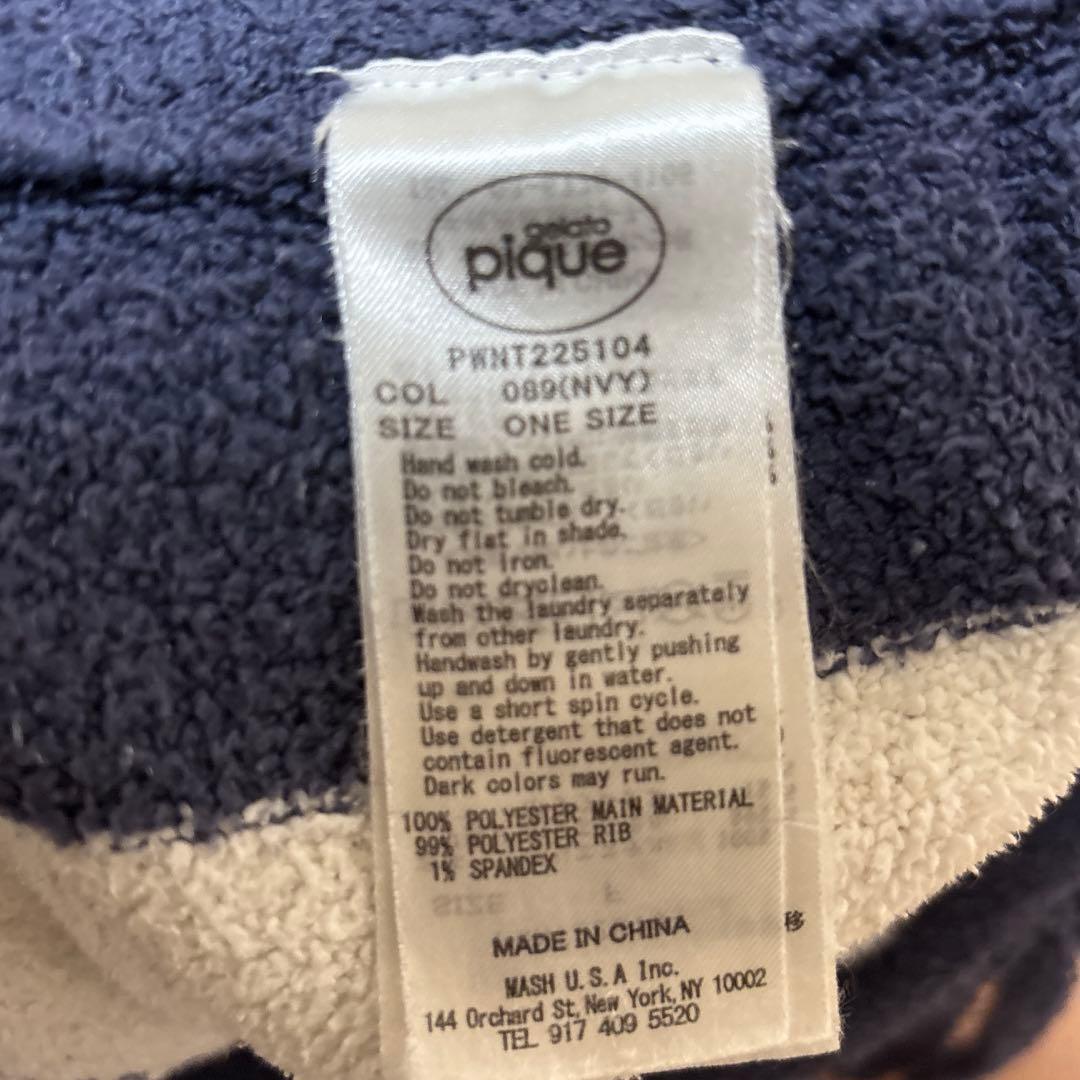 gelato
pique
PWNT225104
COL 089(NVY)
SIZE ONE SIZE
Hand wash cold.
Do not bleach.
Do not tumble dry.
Dry flat in shade.
Do not iron.
Do not dryclean.
Wash the laundry separately
from other laundry.
Handwash by gently pushing
up and down in water.
Use a short spin cycle.
Use detergent that does not
contain fluorescent agent.
Dark colors may run.
100% POLYESTER MAIN MATERIAL
99% POLYESTER RIB
1% SPANDEX
MADE IN CHINA
移
MASH U.S.A Inc.
144 Orchard St, New York, NY 10002
TEL 917 409 5520